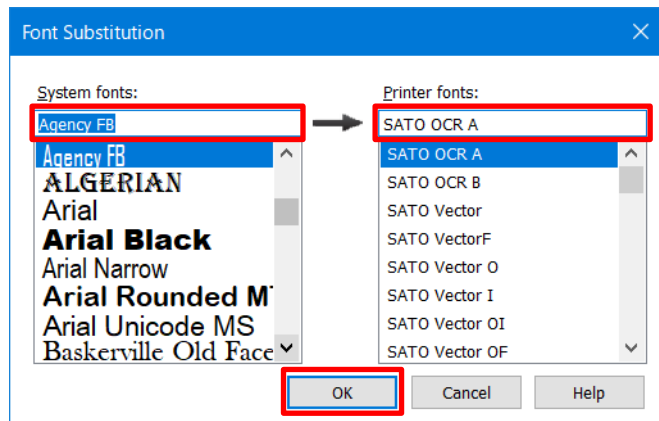 Font Substitution
System fonts:
Agency FB
Agency FB
ALGERIAN
Arial
Arial Black
Arial Narrow
Arial Rounded MT
Arial Unicode MS
Baskerville Old Face
Printer fonts:
SATO OCR A
SATO OCR A
SATO OCR B
SATO Vector
SATO VectorF
SATO Vector O
SATO Vector I
SATO Vector OI
SATO Vector OF
OK
Cancel
Help